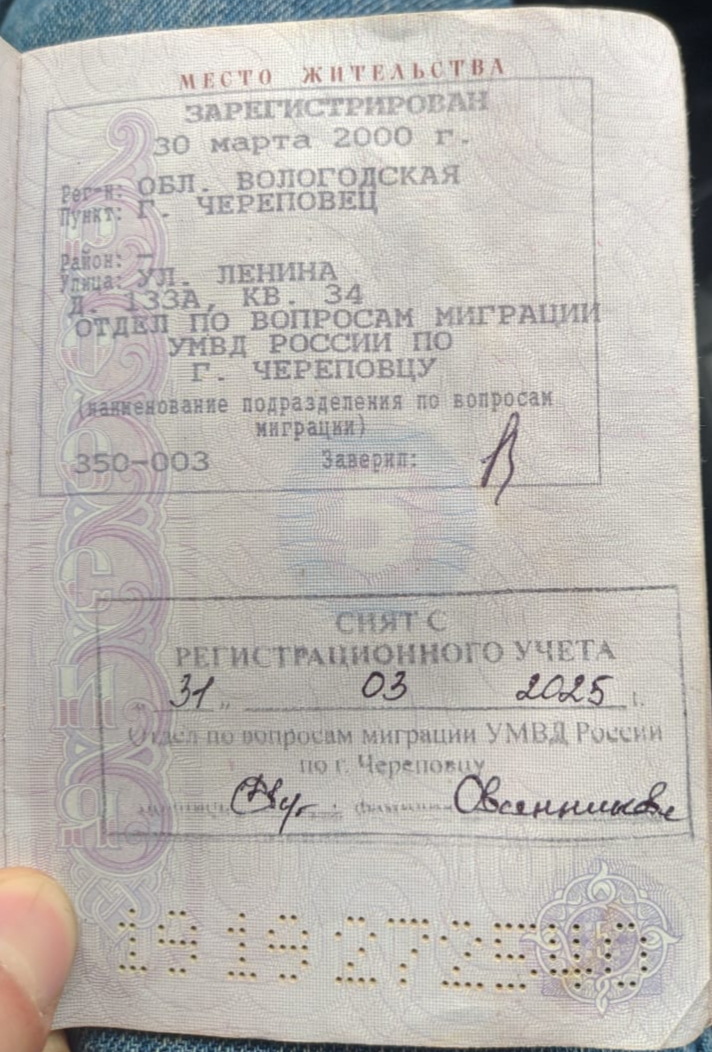 МЕСТО ЖИТЕЛЬСТВА
ЗАРЕГИСТРИРОВАН
30 марта 2000 г.
Регион: ОБЛ. ВОЛОГОДСКАЯ
Пункт: Г. ЧЕРЕПОВЕЦ
Район: —
Улица: УЛ. ЛЕНИНА
Д. 133А, КВ. 34
ОТДЕЛ ПО ВОПРОСАМ МИГРАЦИИ
УМВД РОССИИ ПО
Г. ЧЕРЕПОВЦУ
(наименование подразделения по вопросам
миграции)
350-003 Заверил:
СНЯТ С
РЕГИСТРАЦИОННОГО УЧЕТА
" 31 " 03 2025 г.
Отдел по вопросам миграции УМВД России
по г. Череповцу
Овсянникова